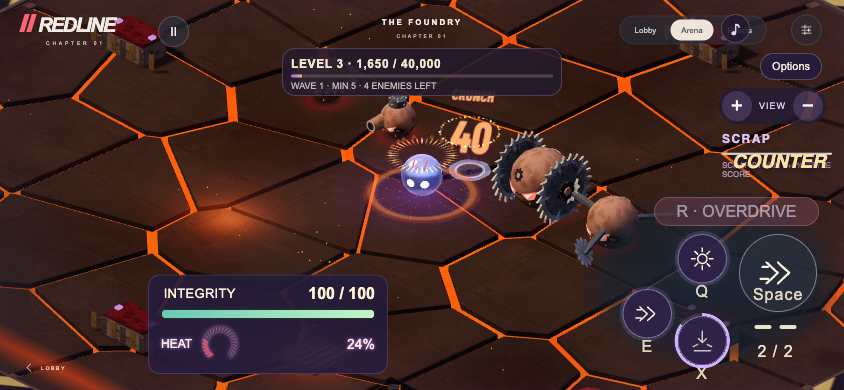 REDLINE
CHAPTER 01
THE FOUNDRY
CHAPTER 01
Lobby
Arena
Options
LEVEL 3 · 1,650 / 40,000
WAVE 1 · MIN 5 · 4 ENEMIES LEFT
VIEW
CRUNCH
40
SCRAP
COUNTER
SCORE
R · OVERDRIVE
Q
Space
E
X
2 / 2
INTEGRITY
100 / 100
HEAT
24%
LOBBY